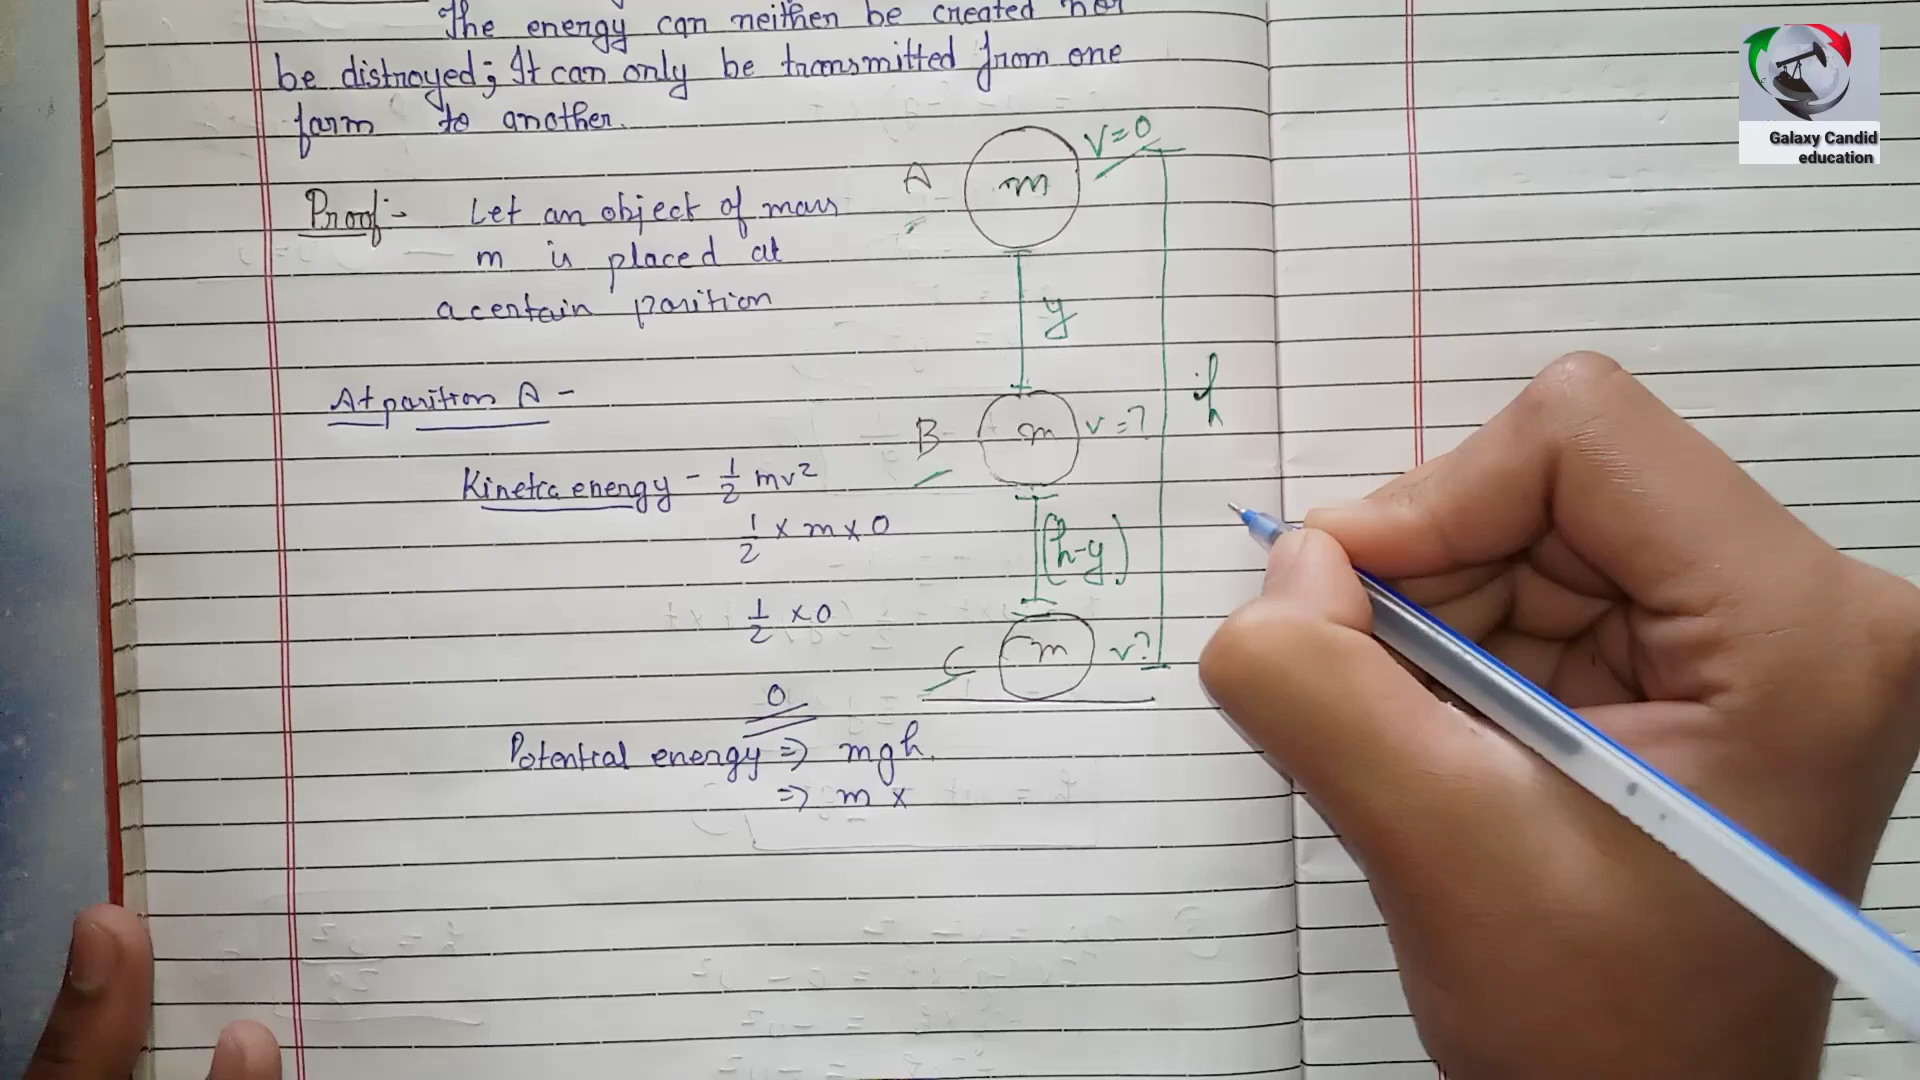 The energy can neither be created nor
be distroyed; It can only be transmitted from one
farm to another.
Proof:- Let an object of mass
m is placed at
a certain position
At position A -
Kinetic energy - 1/2 mv²
1/2 x m x 0
1/2 x 0
0
Potential energy => mgh.
=> m x
A
m
V=0
y
h
B
m
v=?
(h-y)
C
m
v?
Galaxy Candid
education